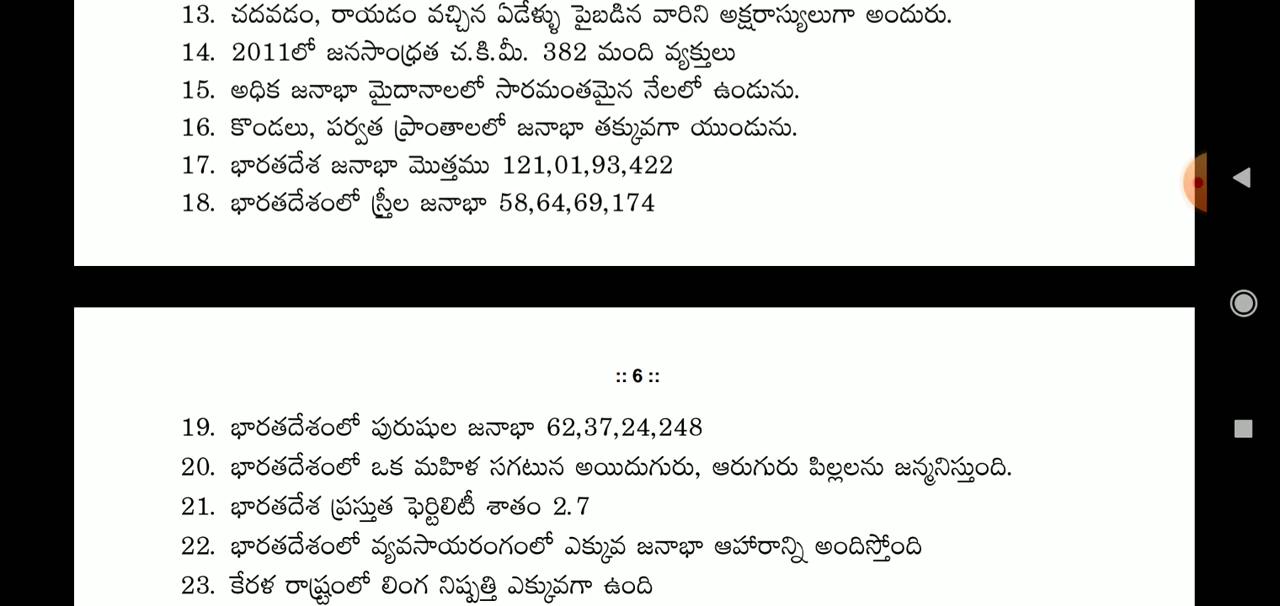 13. చదవడం, రాయడం వచ్చిన ఏడేళ్ళు పైబడిన వారిని అక్షరాస్యులుగా అందురు.
14. 2011లో జనసాంద్రత చ.కి.మీ. 382 మంది వ్యక్తులు
15. అధిక జనాభా మైదానాలలో సారమంతమైన నేలలో ఉండును.
16. కొండలు, పర్వత ప్రాంతాలలో జనాభా తక్కువగా యుండును.
17. భారతదేశ జనాభా మొత్తము 121,01,93,422
18. భారతదేశంలో స్త్రీల జనాభా 58,64,69,174
:: 6 ::
19. భారతదేశంలో పురుషుల జనాభా 62,37,24,248
20. భారతదేశంలో ఒక మహిళ సగటున అయిదుగురు, ఆరుగురు పిల్లలను జన్మనిస్తుంది.
21. భారతదేశ ప్రస్తుత ఫెర్టిలిటీ శాతం 2.7
22. భారతదేశంలో వ్యవసాయరంగంలో ఎక్కువ జనాభా ఆహారాన్ని అందిస్తోంది
23. కేరళ రాష్ట్రంలో లింగ నిష్పత్తి ఎక్కువగా ఉంది